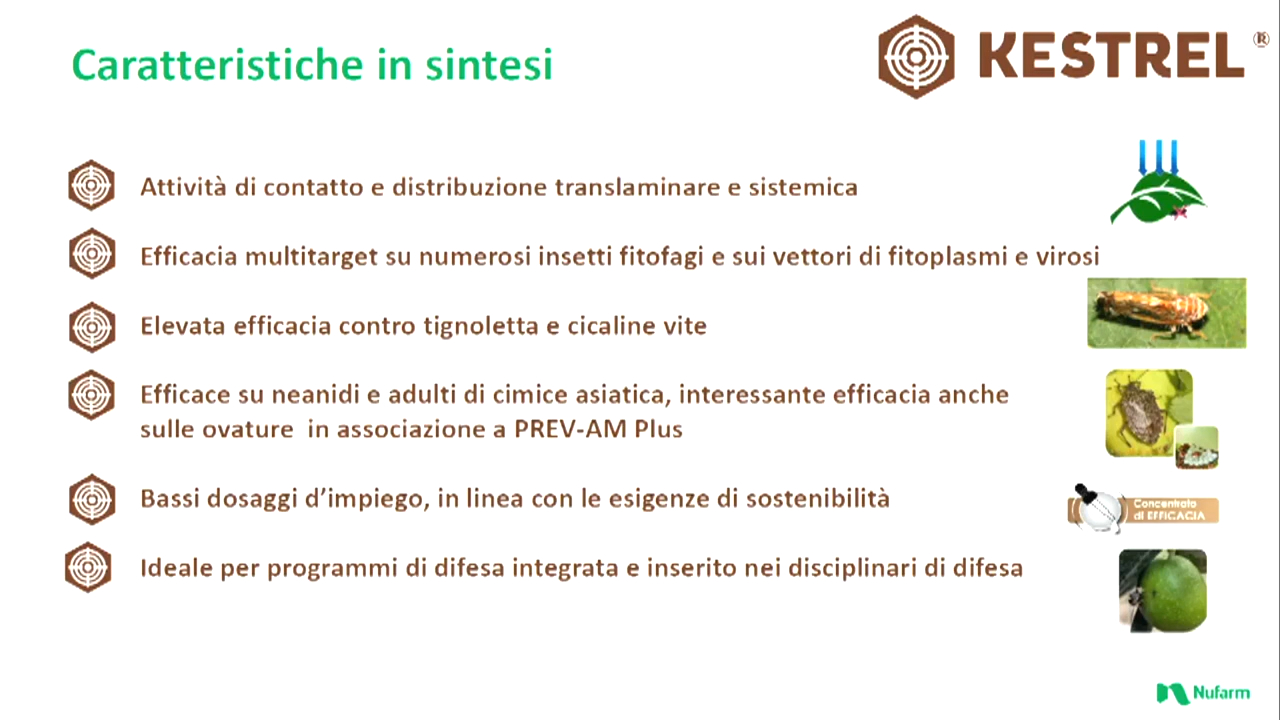 Caratteristiche in sintesi
KESTREL®
Attività di contatto e distribuzione translaminare e sistemica
Efficacia multitarget su numerosi insetti fitofagi e sui vettori di fitoplasmi e virosi
Elevata efficacia contro tignoletta e cicaline vite
Efficace su neanidi e adulti di cimice asiatica, interessante efficacia anche
sulle ovature in associazione a PREV-AM Plus
Bassi dosaggi d’impiego, in linea con le esigenze di sostenibilità
Concentrato
di EFFICACIA
Ideale per programmi di difesa integrata e inserito nei disciplinari di difesa
Nufarm